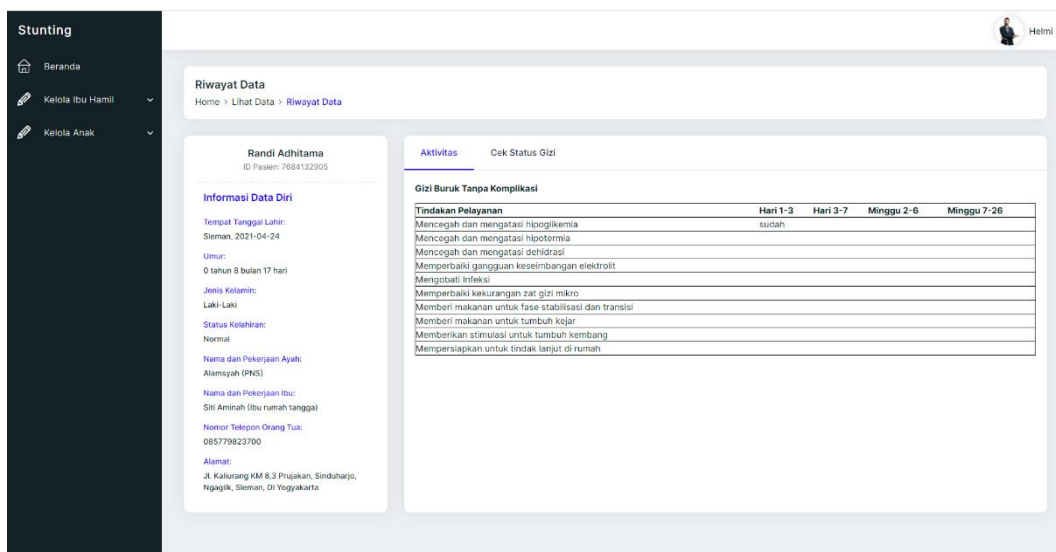 Stunting
Helmi
Beranda
Kelola Ibu Hamil
Kelola Anak
Riwayat Data
Home > Lihat Data > Riwayat Data
Randi Adhitama
ID Pasien: 7684132905
Informasi Data Diri
Tempat Tanggal Lahir:
Sleman, 2021-04-24
Umur:
0 tahun 8 bulan 17 hari
Jenis Kelamin:
Laki-Laki
Status Kelahiran:
Normal
Nama dan Pekerjaan Ayah:
Alamsyah (PNS)
Nama dan Pekerjaan Ibu:
Siti Aminah (Ibu rumah tangga)
Nomor Telepon Orang Tua:
085779823700
Alamat:
Jl. Kaliurang KM 8,3 Prujakan, Sinduharjo,
Ngaglik, Sleman, DI Yogyakarta
Aktivitas Cek Status Gizi
Gizi Buruk Tanpa Komplikasi
Tindakan Pelayanan Hari 1-3 Hari 3-7 Minggu 2-6 Minggu 7-26
Mencegah dan mengatasi hipoglikemia sudah
Mencegah dan mengatasi hipotermia
Mencegah dan mengatasi dehidrasi
Memperbaiki gangguan keseimbangan elektrolit
Mengobati Infeksi
Memperbaiki kekurangan zat gizi mikro
Memberi makanan untuk fase stabilisasi dan transisi
Memberi makanan untuk tumbuh kejar
Memberikan stimulasi untuk tumbuh kembang
Mempersiapkan untuk tindak lanjut di rumah